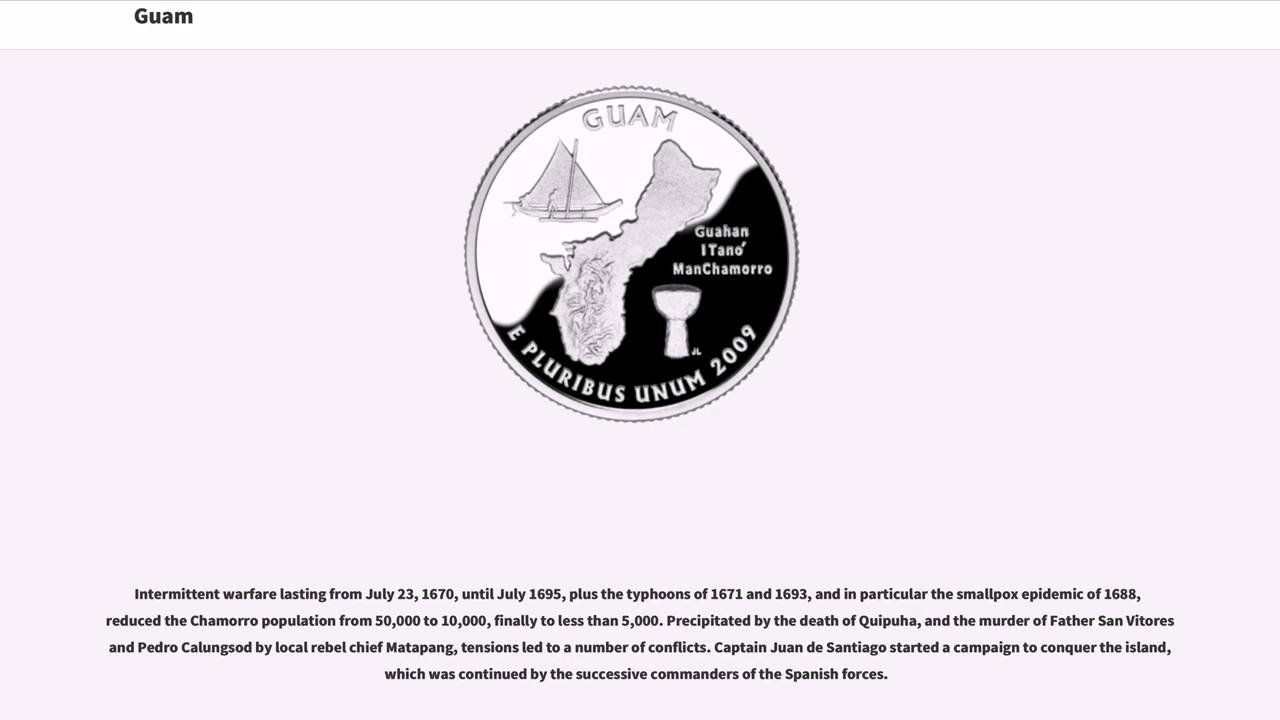 Guam
GUAM
Guahan
I Tano´
ManChamorro
JL
E PLURIBUS UNUM 2009
Intermittent warfare lasting from July 23, 1670, until July 1695, plus the typhoons of 1671 and 1693, and in particular the smallpox epidemic of 1688,
reduced the Chamorro population from 50,000 to 10,000, finally to less than 5,000. Precipitated by the death of Quipuha, and the murder of Father San Vitores
and Pedro Calungsod by local rebel chief Matapang, tensions led to a number of conflicts. Captain Juan de Santiago started a campaign to conquer the island,
which was continued by the successive commanders of the Spanish forces.